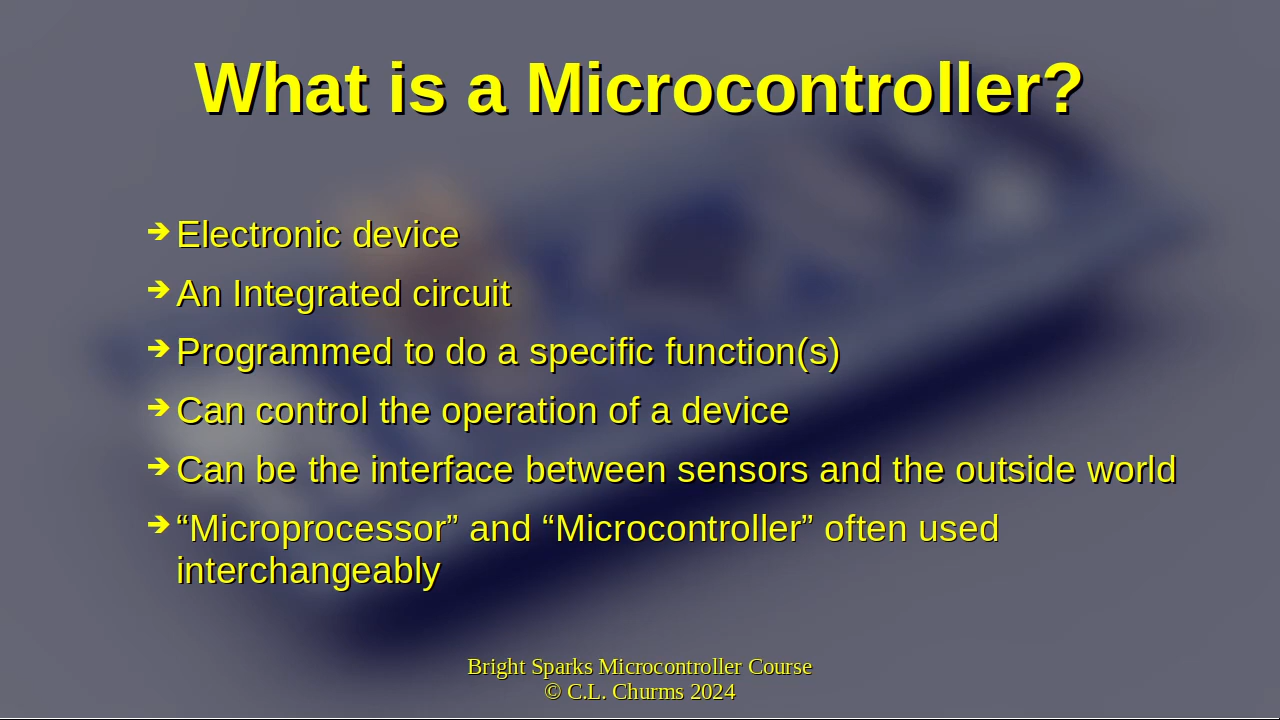 What is a Microcontroller?
➔ Electronic device
➔ An Integrated circuit
➔ Programmed to do a specific function(s)
➔ Can control the operation of a device
➔ Can be the interface between sensors and the outside world
➔ “Microprocessor” and “Microcontroller” often used
interchangeably
Bright Sparks Microcontroller Course
© C.L. Churms 2024